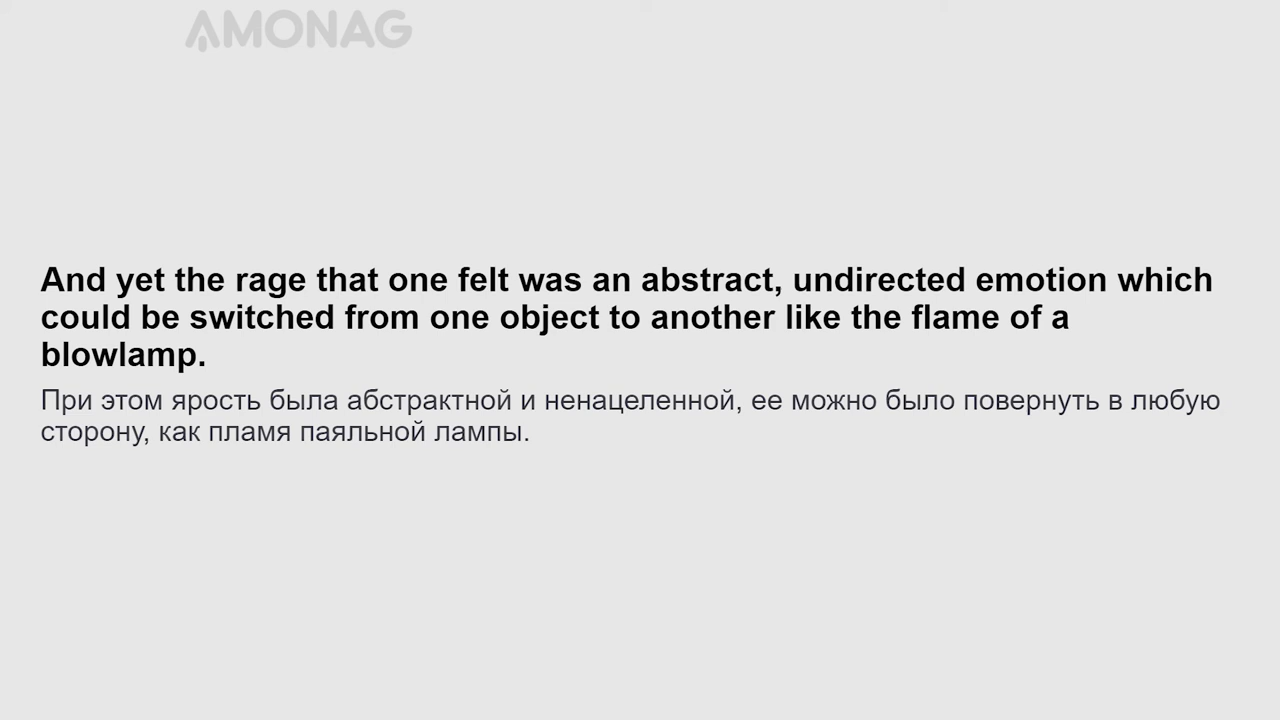 AMONAG
And yet the rage that one felt was an abstract, undirected emotion which
could be switched from one object to another like the flame of a
blowlamp.
При этом ярость была абстрактной и ненацеленной, ее можно было повернуть в любую
сторону, как пламя паяльной лампы.